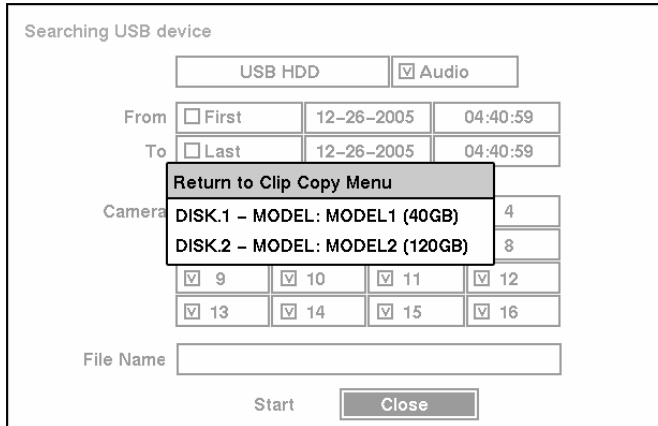 Searching USB device
USB HDD Audio
From First 12-26-2005 04:40:59
To Last 12-26-2005 04:40:59
Return to Clip Copy Menu
Camera DISK.1 - MODEL: MODEL1 (40GB) 4
DISK.2 - MODEL: MODEL2 (120GB) 8
9 10 11 12
13 14 15 16
File Name
Start Close